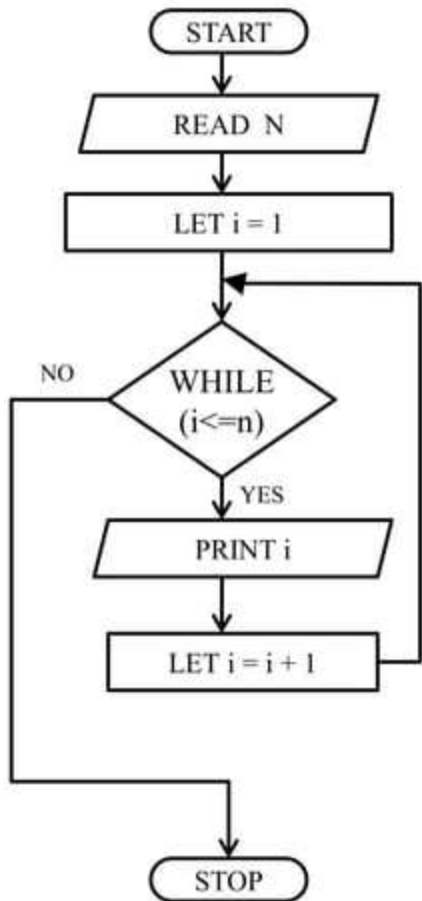 START
READ N
LET i = 1
NO
WHILE
(i<=n)
YES
PRINT i
LET i = i + 1
STOP